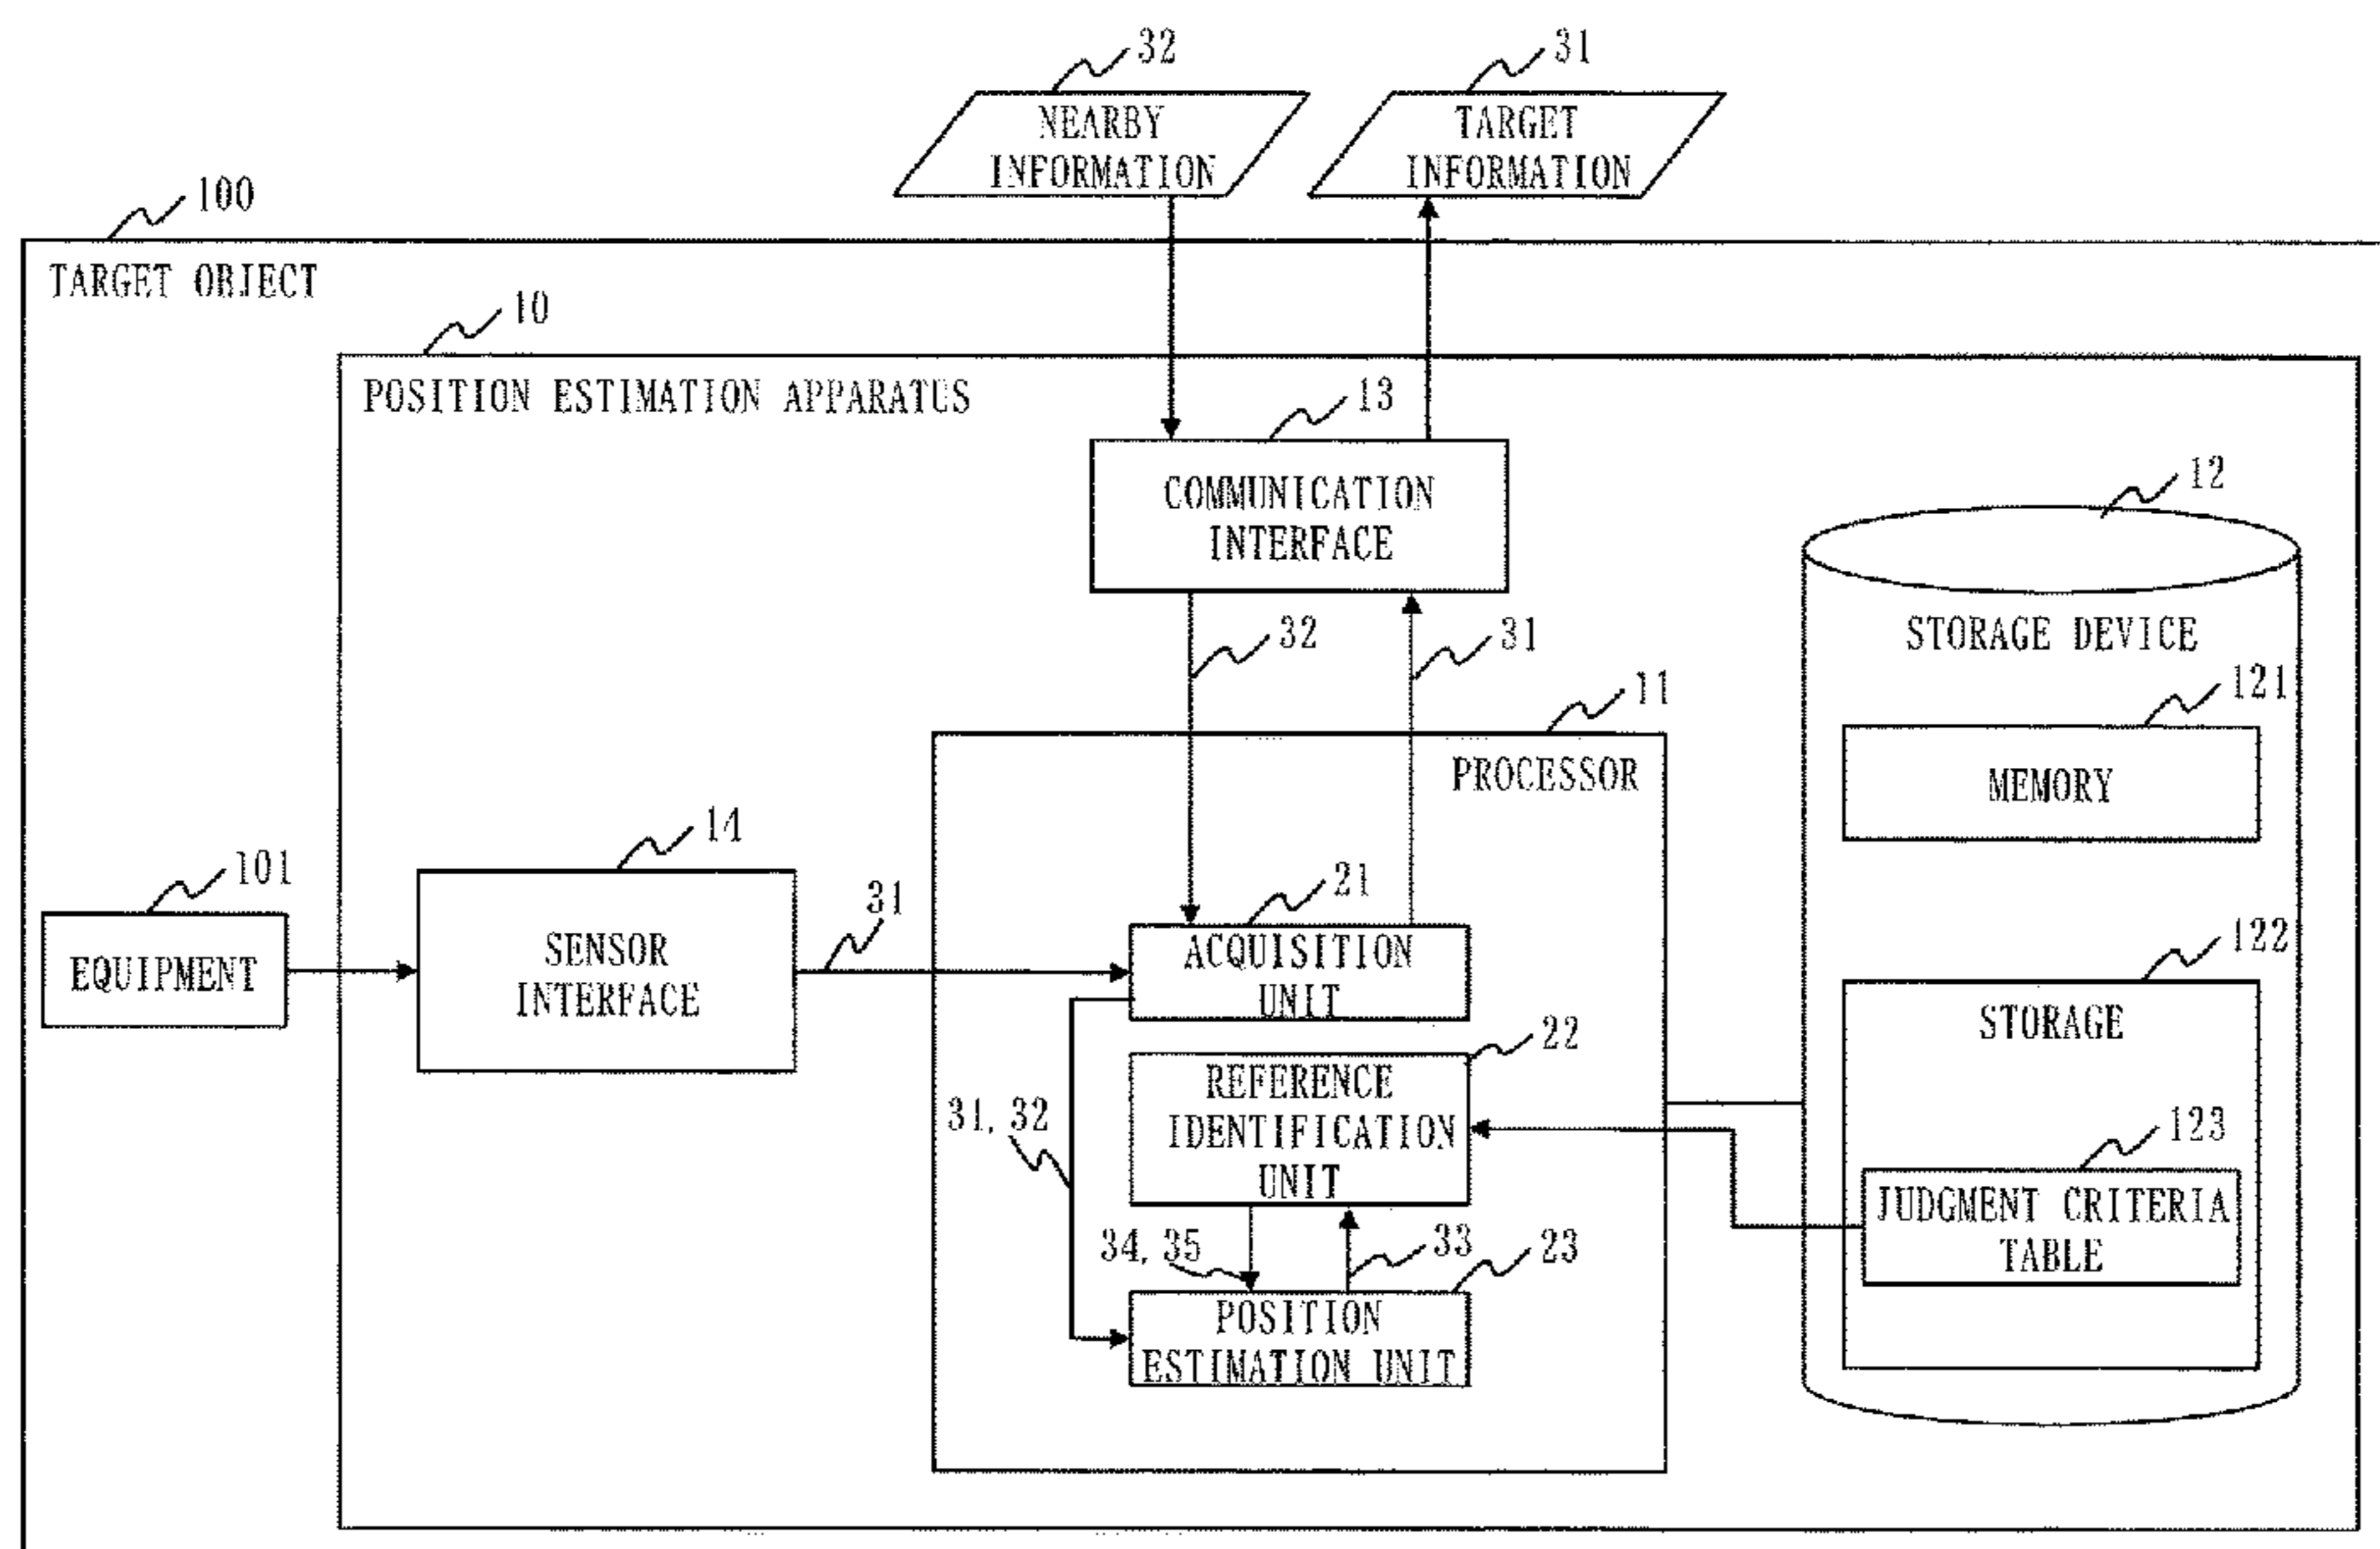 32
31
NEARBY
INFORMATION
TARGET
INFORMATION
100
TARGET OBJECT
10
POSITION ESTIMATION APPARATUS
13
COMMUNICATION
INTERFACE
12
STORAGE DEVICE
32
31
11
PROCESSOR
121
MEMORY
14
SENSOR
INTERFACE
101
EQUIPMENT
31
21
ACQUISITION
UNIT
122
STORAGE
22
REFERENCE
IDENTIFICATION
UNIT
31, 32
123
JUDGMENT CRITERIA
TABLE
34, 35
33
23
POSITION
ESTIMATION UNIT